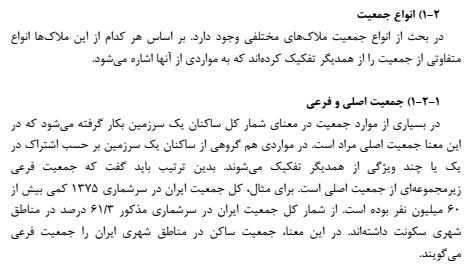 ۱-۲) انواع جمعیت
در بحث از انواع جمعیت ملاک‌های مختلفی وجود دارد. بر اساس هر کدام از این ملاک‌ها انواع
متفاوتی از جمعیت را از همدیگر تفکیک کرده‌اند که به مواردی از آنها اشاره می‌شود.
۱-۲-۱) جمعیت اصلی و فرعی
در بسیاری از موارد جمعیت در معنای شمار کل ساکنان یک سرزمین بکار گرفته می‌شود که در
این معنا جمعیت اصلی مراد است. در مواردی هم گروهی از ساکنان یک سرزمین بر حسب اشتراک در
یک یا چند ویژگی از همدیگر تفکیک می‌شوند. بدین ترتیب باید گفت که جمعیت فرعی
زیرمجموعه‌ای از جمعیت اصلی است. برای مثال، کل جمعیت ایران در سرشماری ۱۳۷۵ کمی بیش از
۶۰ میلیون نفر بوده است. از شمار کل جمعیت ایران در سرشماری مذکور ۶۱/۳ درصد در مناطق
شهری سکونت داشته‌اند. در این معنا، جمعیت ساکن در مناطق شهری ایران را جمعیت فرعی
می‌گویند.